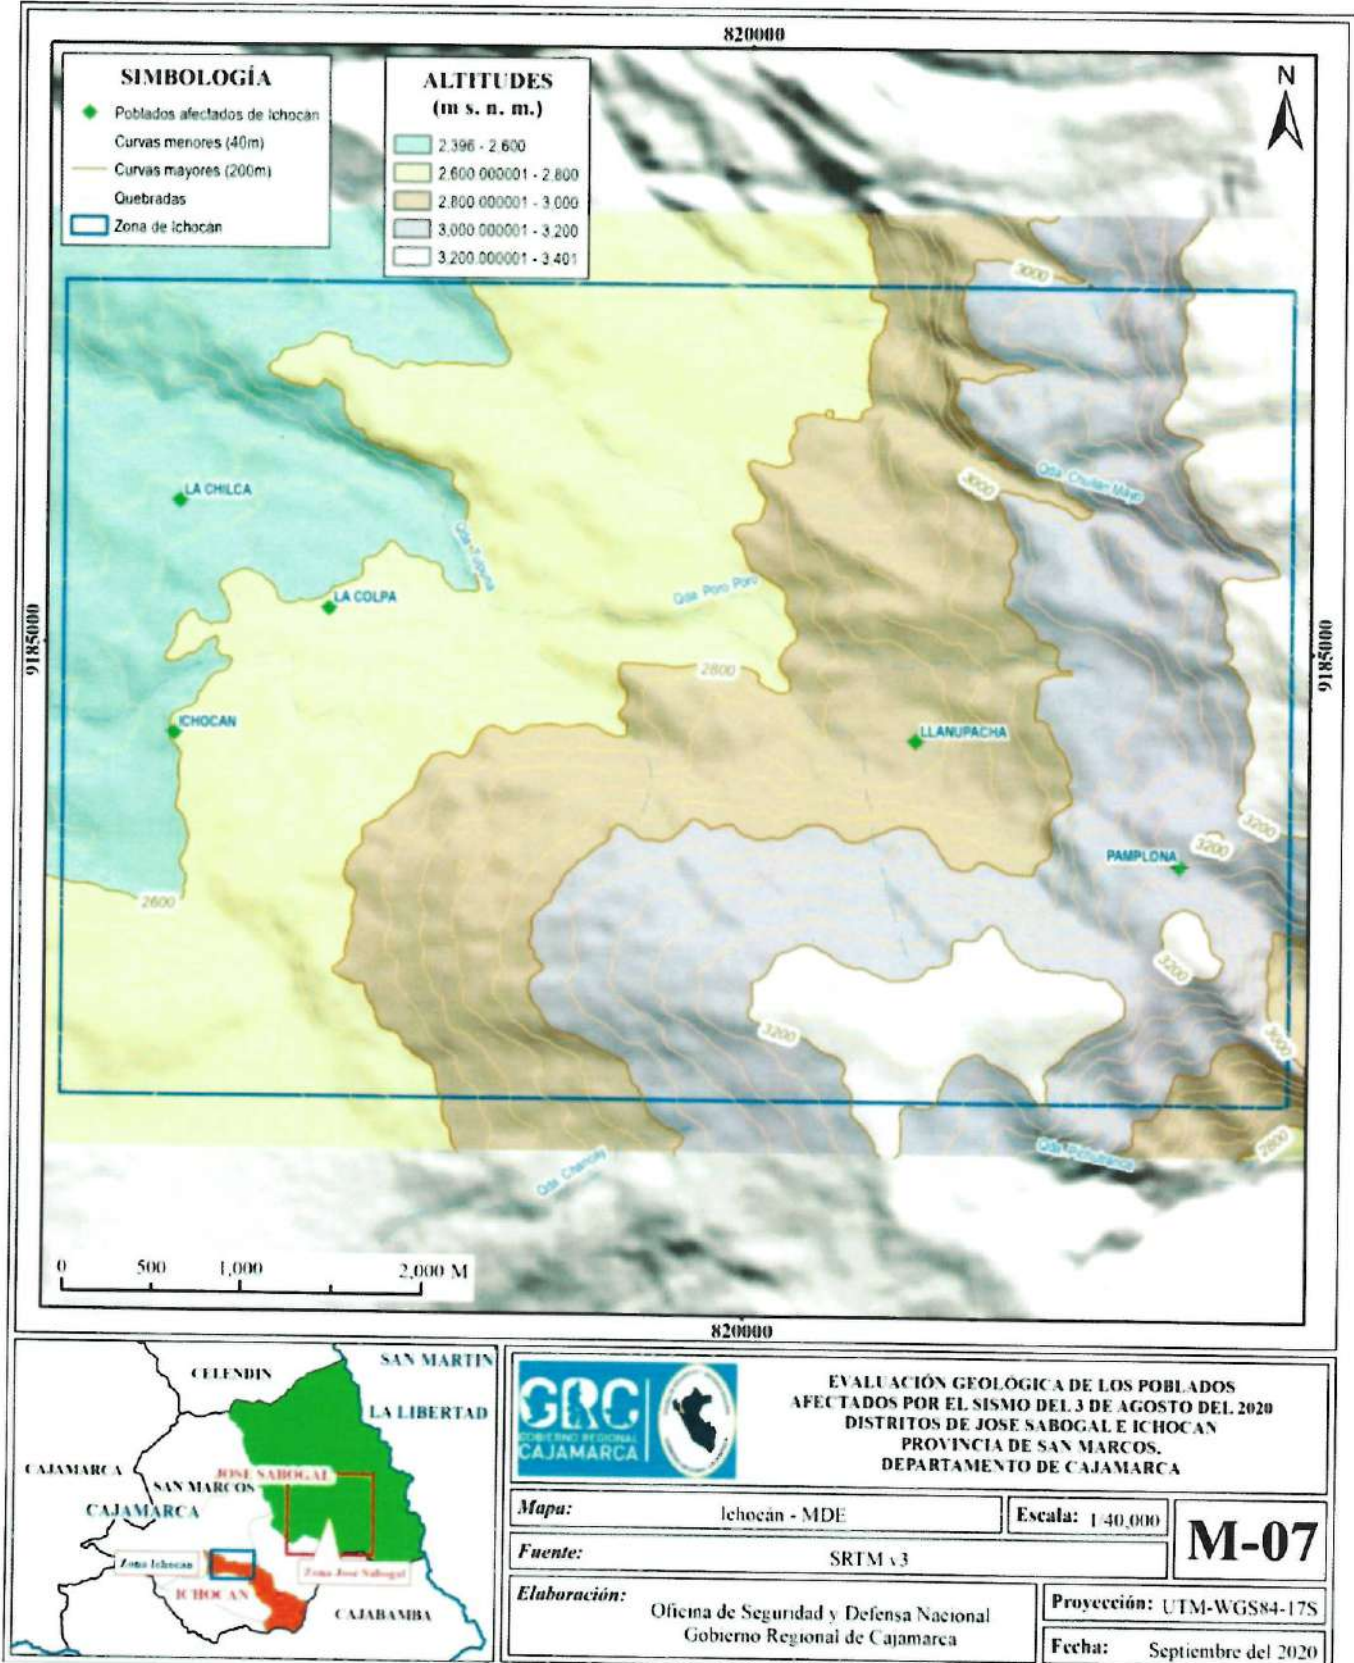 820000
SIMBOLOGÍA
Poblados afectados de Ichocán
Curvas menores (40m)
Curvas mayores (200m)
Quebradas
Zona de Ichocán
ALTITUDES
(m s. n. m.)
2,396 - 2,600
2,600.000001 - 2,800
2,800.000001 - 3,000
3,000.000001 - 3,200
3,200.000001 - 3,401
N
3000
3000
Qda. Chullan Mayo
LA CHILCA
Qda. Poro Poro
LA COLPA
9185000
9185000
2800
ICHOCAN
LLANUPACHA
3200
3200
PAMPLONA
2600
3200
3200
3000
2800
Qda. Chancay
0 500 1,000 2,000 M
820000
CELENDIN
SAN MARTIN
LA LIBERTAD
CAJAMARCA
SAN MARCOS
JOSE SABOGAL
CAJAMARCA
Zona Ichocan
Zona Jose Sabogal
ICHOCAN
CAJABAMBA
GRC
GOBIERNO REGIONAL
CAJAMARCA
EVALUACIÓN GEOLÓGICA DE LOS POBLADOS
AFECTADOS POR EL SISMO DEL 3 DE AGOSTO DEL 2020
DISTRITOS DE JOSE SABOGAL E ICHOCAN
PROVINCIA DE SAN MARCOS.
DEPARTAMENTO DE CAJAMARCA
Mapa: Ichocán - MDE
Escala: 1/40,000
M-07
Fuente: SRTM v3
Elaboración:
Oficina de Seguridad y Defensa Nacional
Gobierno Regional de Cajamarca
Proyección: UTM-WGS84-17S
Fecha: Septiembre del 2020